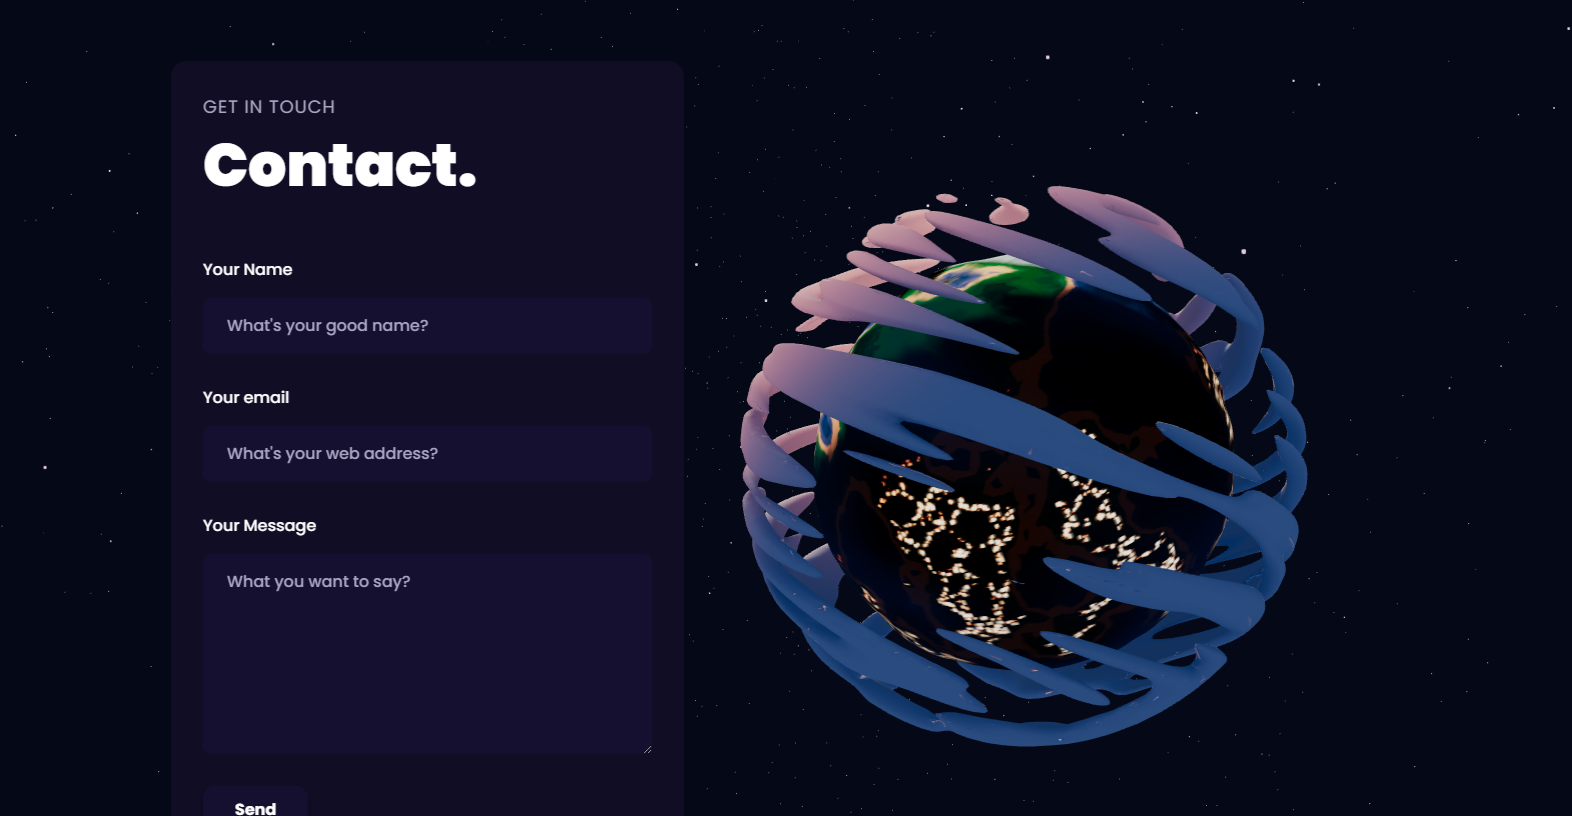 GET IN TOUCH
Contact.
Your Name
What's your good name?
Your email
What's your web address?
Your Message
What you want to say?
Send